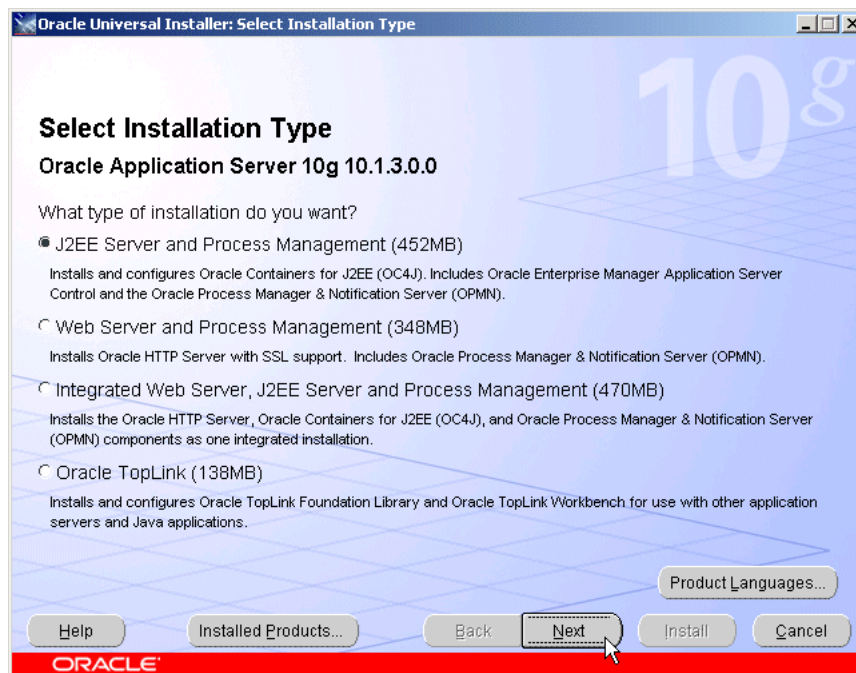 Oracle Universal Installer: Select Installation Type
10g
Select Installation Type
Oracle Application Server 10g 10.1.3.0.0
What type of installation do you want?
J2EE Server and Process Management (452MB)
Installs and configures Oracle Containers for J2EE (OC4J). Includes Oracle Enterprise Manager Application Server
Control and the Oracle Process Manager & Notification Server (OPMN).
Web Server and Process Management (348MB)
Installs Oracle HTTP Server with SSL support. Includes Oracle Process Manager & Notification Server (OPMN).
Integrated Web Server, J2EE Server and Process Management (470MB)
Installs the Oracle HTTP Server, Oracle Containers for J2EE (OC4J), and Oracle Process Manager & Notification Server
(OPMN) components as one integrated installation.
Oracle TopLink (138MB)
Installs and configures Oracle TopLink Foundation Library and Oracle TopLink Workbench for use with other application
servers and Java applications.
Product Languages...
Help Installed Products... Back Next Install Cancel
ORACLE